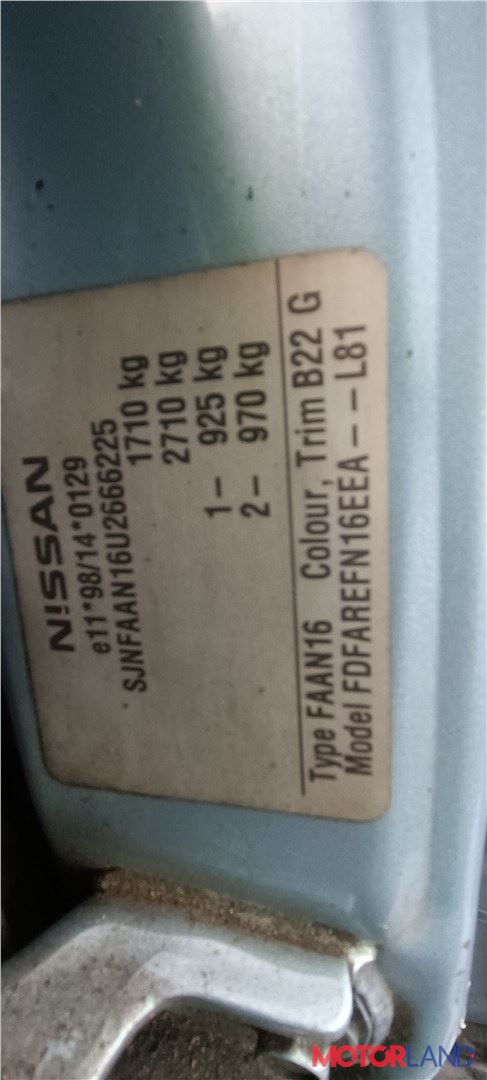 NISSAN
e11*98/14*0129
SJNFAAN16U2666225
1710 kg
2710 kg
1– 925 kg
2– 970 kg
Type FAAN16 Colour, Trim B22 G
Model FDFAREFN16EEA – – L81
MOTORLAND